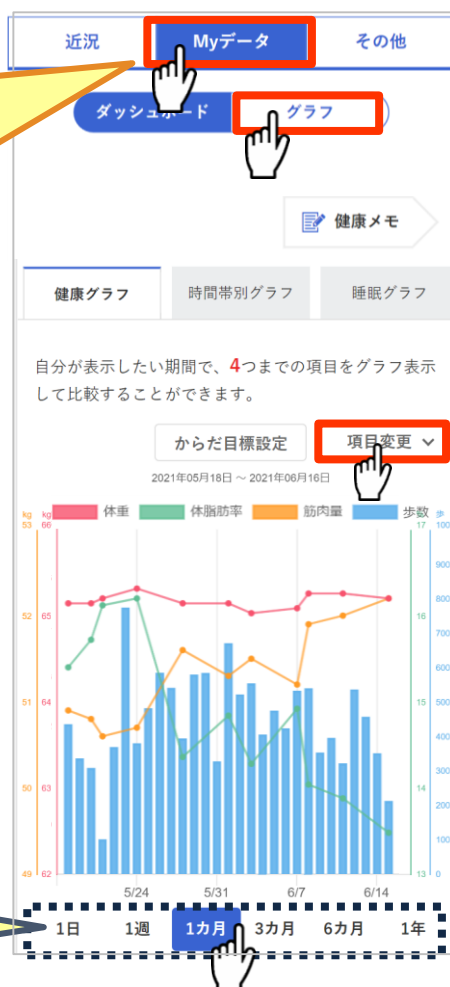 近況 Myデータ その他
ダッシュボード グラフ
健康メモ
健康グラフ 時間帯別グラフ 睡眠グラフ
自分が表示したい期間で、4つまでの項目をグラフ表示
して比較することができます。
からだ目標設定 項目変更
2021年05月18日 ～ 2021年06月16日
kg kg 体重 体脂肪率 筋肉量 歩数 歩
53 66 17 100
900
800
52 65 16
700
600
51 64 15 500
400
50 63 14 300
200
100
49 62 13 0
5/24 5/31 6/7 6/14
1日 1週 1カ月 3カ月 6カ月 1年